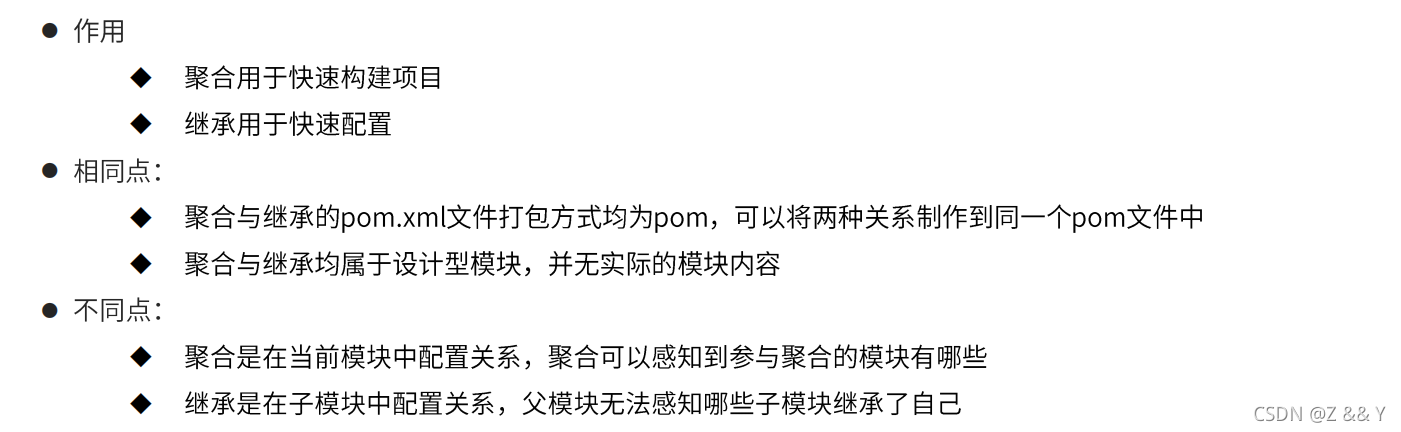 ● 作用
◆ 聚合用于快速构建项目
◆ 继承用于快速配置
● 相同点：
◆ 聚合与继承的pom.xml文件打包方式均为pom，可以将两种关系制作到同一个pom文件中
◆ 聚合与继承均属于设计型模块，并无实际的模块内容
● 不同点：
◆ 聚合是在当前模块中配置关系，聚合可以感知到参与聚合的模块有哪些
◆ 继承是在子模块中配置关系，父模块无法感知哪些子模块继承了自己
CSDN @Z && Y